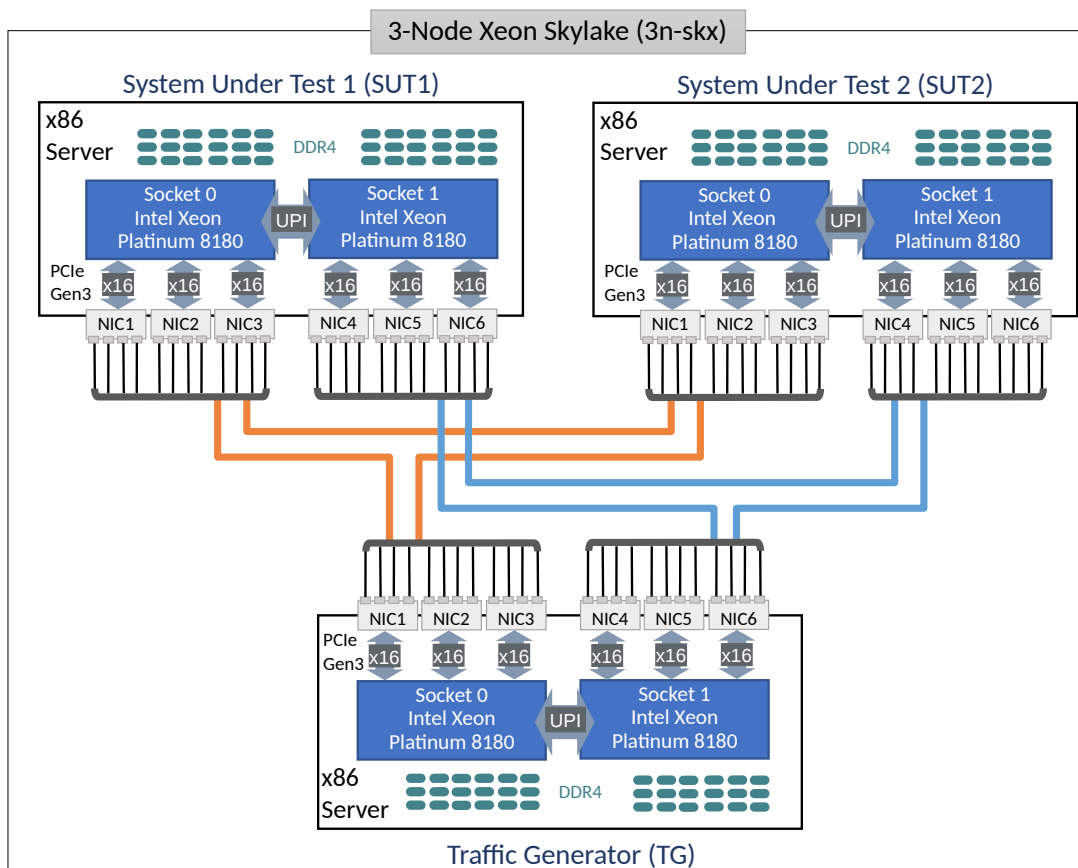 3-Node Xeon Skylake (3n-skx)
System Under Test 1 (SUT1)
x86
Server
DDR4
Socket 0
Intel Xeon
Platinum 8180
UPI
Socket 1
Intel Xeon
Platinum 8180
PCIe
Gen3
x16
x16
x16
x16
x16
x16
NIC1
NIC2
NIC3
NIC4
NIC5
NIC6
System Under Test 2 (SUT2)
x86
Server
DDR4
Socket 0
Intel Xeon
Platinum 8180
UPI
Socket 1
Intel Xeon
Platinum 8180
PCIe
Gen3
x16
x16
x16
x16
x16
x16
NIC1
NIC2
NIC3
NIC4
NIC5
NIC6
NIC1
NIC2
NIC3
NIC4
NIC5
NIC6
PCIe
Gen3
x16
x16
x16
x16
x16
x16
Socket 0
Intel Xeon
Platinum 8180
UPI
Socket 1
Intel Xeon
Platinum 8180
x86
Server
DDR4
Traffic Generator (TG)